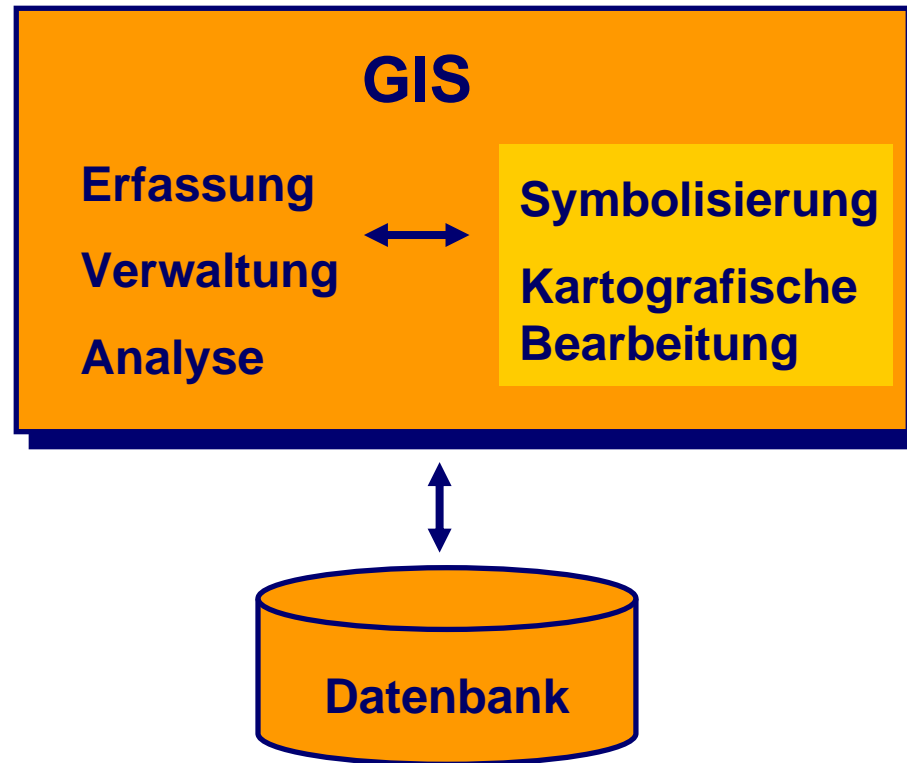 GIS
Erfassung
Verwaltung
Analyse
Symbolisierung
Kartografische
Bearbeitung
Datenbank